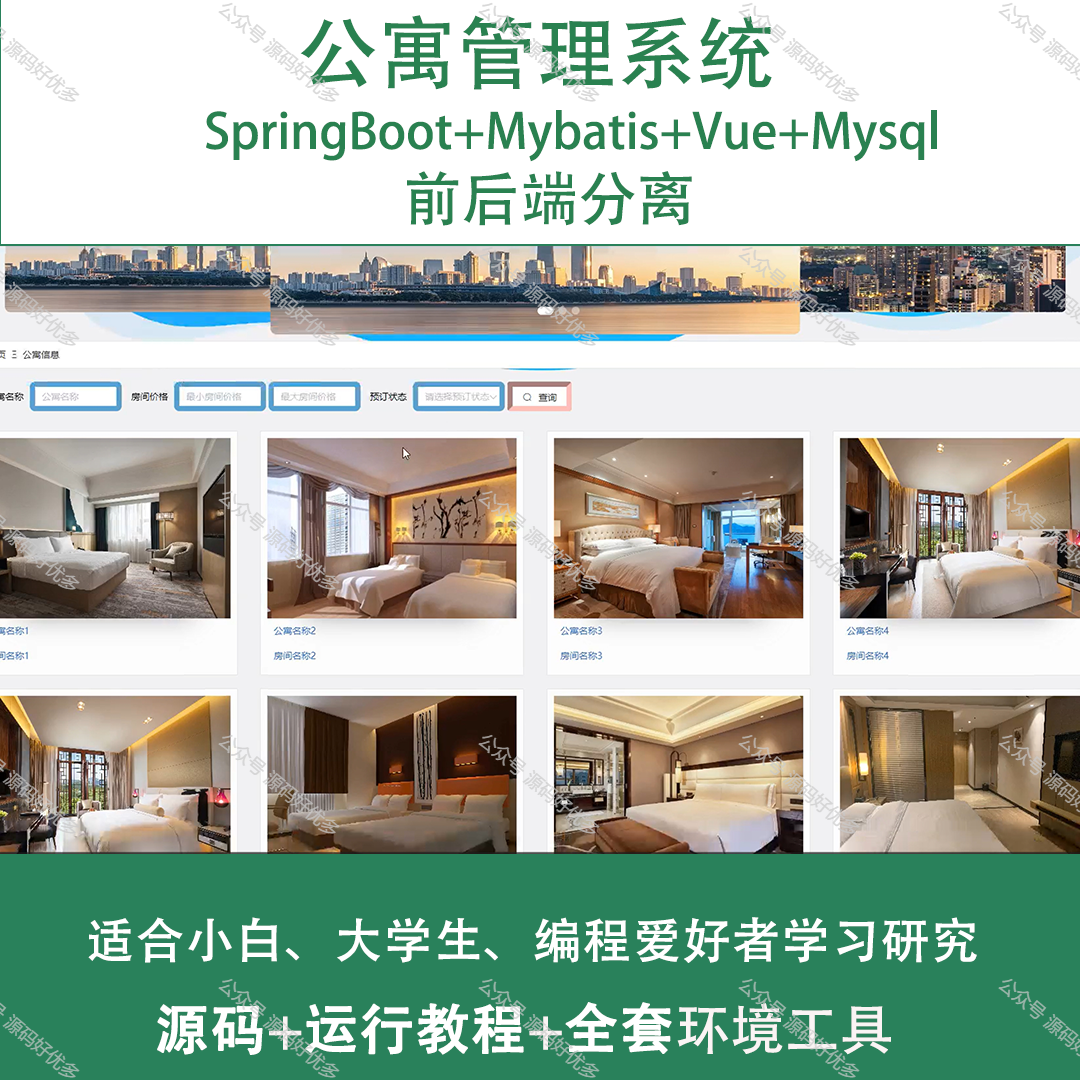 公寓管理系统
SpringBoot+Mybatis+Vue+Mysql
前后端分离
页 Ξ 公寓信息
寓名称 公寓名称 房间价格 最小房间价格 最大房间价格 预订状态 请选择预订状态 查询
寓名称1 公寓名称2 公寓名称3 公寓名称4
间名称1 房间名称2 房间名称3 房间名称4
适合小白、大学生、编程爱好者学习研究
源码+运行教程+全套环境工具
公众号 源码好优多